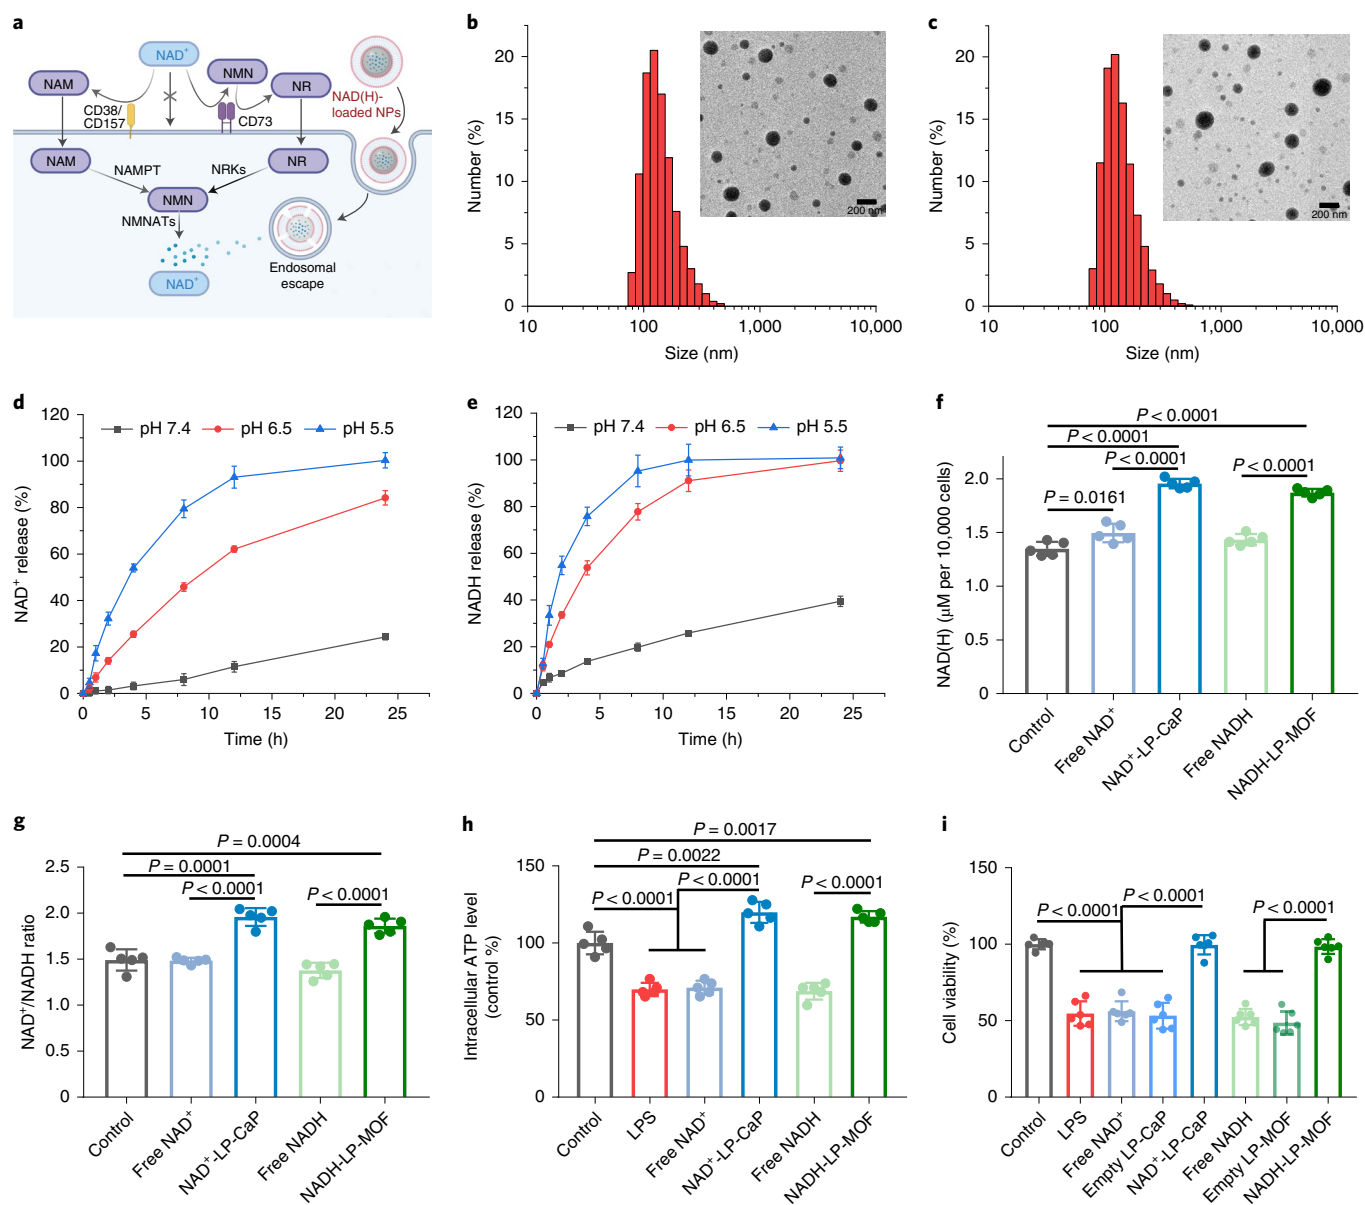 a
NAD+
NAM
NMN
NR
NAD(H)-
loaded NPs
CD38/
CD157
CD73
NAM
NR
NAMPT
NRKs
NMN
NMNATs
NAD+
Endosomal
escape
b
Number (%)
20
15
10
5
0
10
100
1,000
10,000
Size (nm)
200 nm
c
Number (%)
20
15
10
5
0
10
100
1,000
10,000
Size (nm)
200 nm
d
NAD+ release (%)
120
100
80
60
40
20
0
pH 7.4
pH 6.5
pH 5.5
0
5
10
15
20
25
Time (h)
e
NADH release (%)
120
100
80
60
40
20
0
pH 7.4
pH 6.5
pH 5.5
0
5
10
15
20
25
Time (h)
f
NAD(H) (μM per 10,000 cells)
2.0
1.5
1.0
0.5
0
P < 0.0001
P < 0.0001
P < 0.0001
P < 0.0001
P = 0.0161
Control
Free NAD+
NAD+-LP-CaP
Free NADH
NADH-LP-MOF
g
NAD+/NADH ratio
2.5
2.0
1.5
1.0
0.5
0
P = 0.0004
P = 0.0001
P < 0.0001
P < 0.0001
Control
Free NAD+
NAD+-LP-CaP
Free NADH
NADH-LP-MOF
h
Intracellular ATP level
(control %)
150
100
50
0
P = 0.0017
P = 0.0022
P < 0.0001
P < 0.0001
P < 0.0001
Control
LPS
Free NAD+
NAD+-LP-CaP
Free NADH
NADH-LP-MOF
i
Cell viability (%)
150
100
50
0
P < 0.0001
P < 0.0001
P < 0.0001
Control
LPS
Free NAD+
Empty LP-CaP
NAD+-LP-CaP
Free NADH
Empty LP-MOF
NADH-LP-MOF